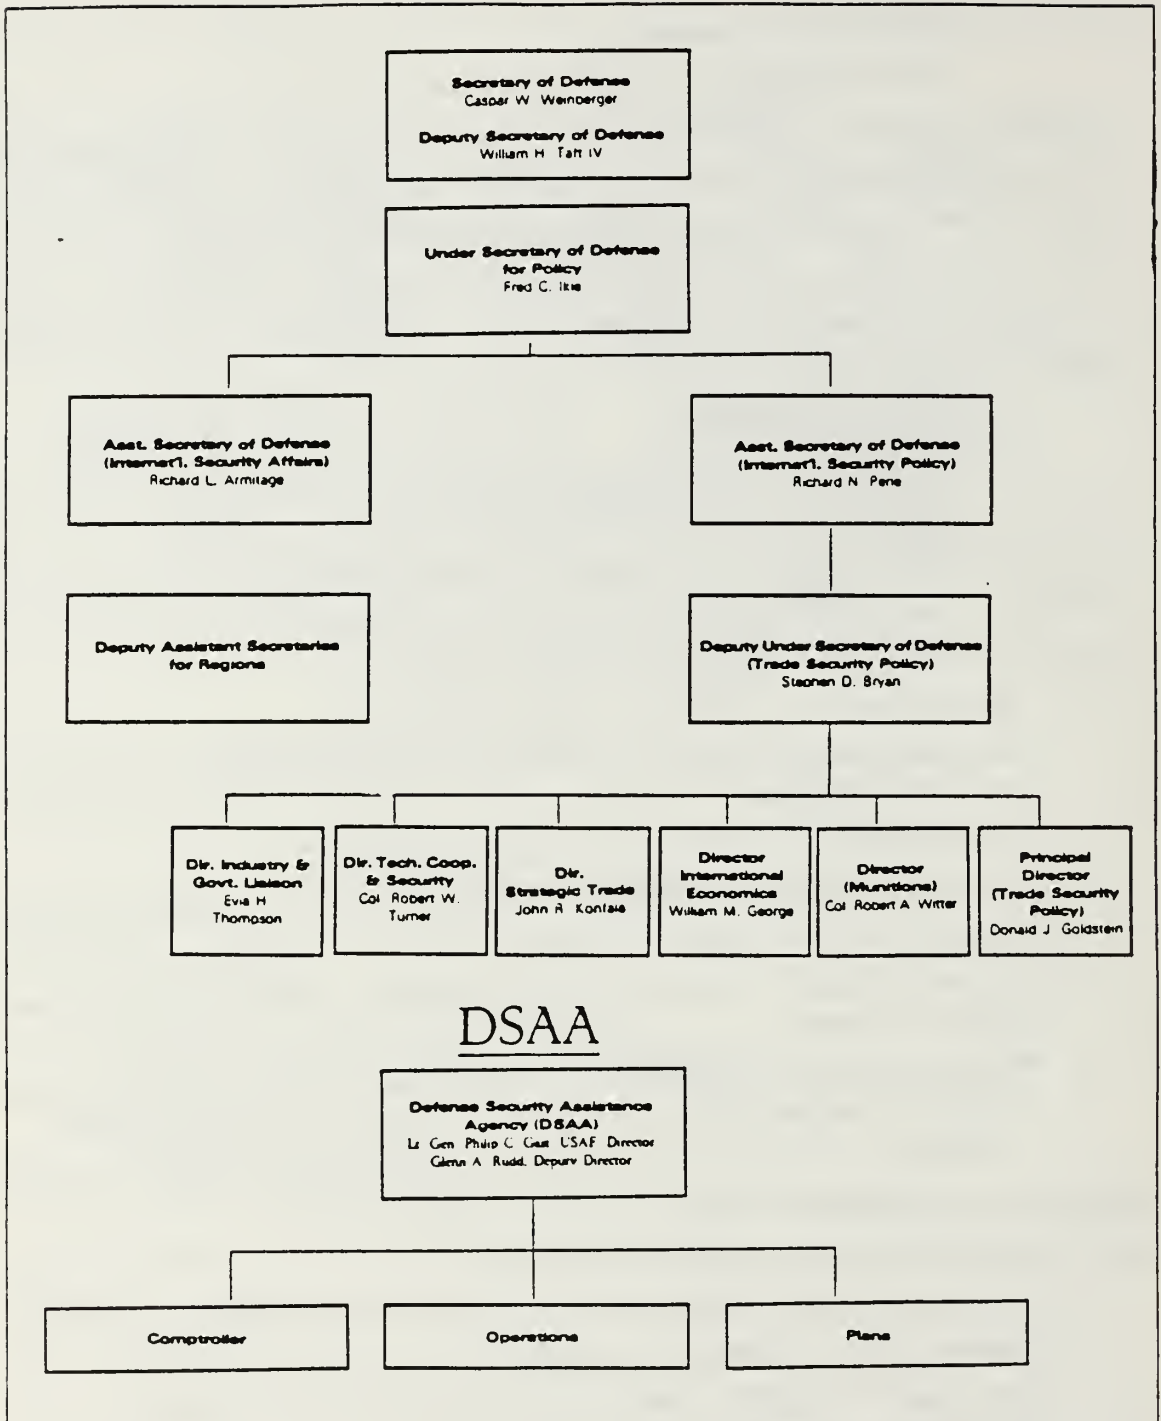 Secretary of Defense
Caspar W. Weinberger
Deputy Secretary of Defense
William H. Taft IV
Under Secretary of Defense
for Policy
Fred C. Ikle
Asst. Secretary of Defense
(Internat'l. Security Affairs)
Richard L. Armitage
Asst. Secretary of Defense
(Internat'l. Security Policy)
Richard N. Perle
Deputy Assistant Secretaries
for Regions
Deputy Under Secretary of Defense
(Trade Security Policy)
Stephen D. Bryan
Dir. Industry &
Govt. Liaison
Evia H.
Thompson
Dir. Tech. Coop.
& Security
Col. Robert W.
Turner
Dir.
Strategic Trade
John R.
Director
International
Economics
William M. George
Director
(Munitions)
Col. Robert A. Witter
Principal
Director
(Trade Security
Policy)
Donald J. Goldstein
DSAA
Defense Security Assistance
Agency (DSAA)
Lt. Gen. Philip C. Gast, USAF, Director
Glenn A. Rudd, Deputy Director
Comptroller
Operations
Plans